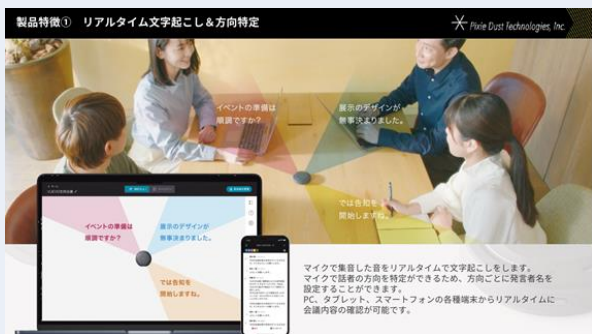 製品特徴① リアルタイム文字起こし＆方向特定
Pixie Dust Technologies, Inc.
イベントの準備は
順調ですか？
展示のデザインが
無事決まりました。
では告知を
開始しますね。
イベントの準備は
順調ですか？
展示のデザインが
無事決まりました。
では告知を
開始しますね。
マイクで集音した音をリアルタイムで文字起こしをします。
マイクで話者の方向を特定ができるため、方向ごとに発言者名を
設定することができます。
PC、タブレット、スマートフォンの各種端末からリアルタイムに
会議内容の確認が可能です。